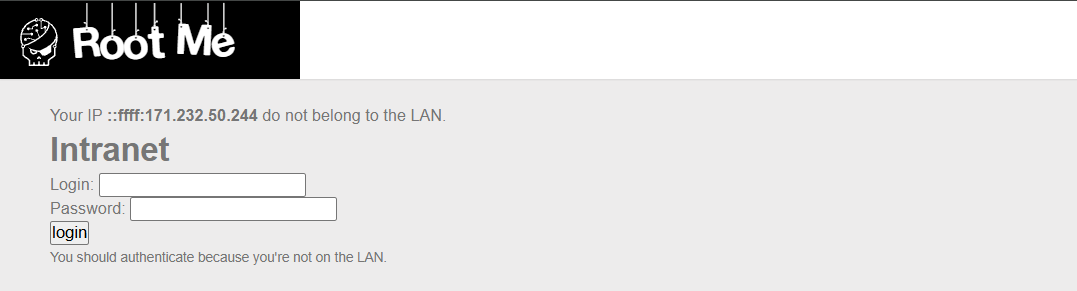 Root Me
Your IP ::ffff:171.232.50.244 do not belong to the LAN.
Intranet
Login:
Password:
login
You should authenticate because you're not on the LAN.